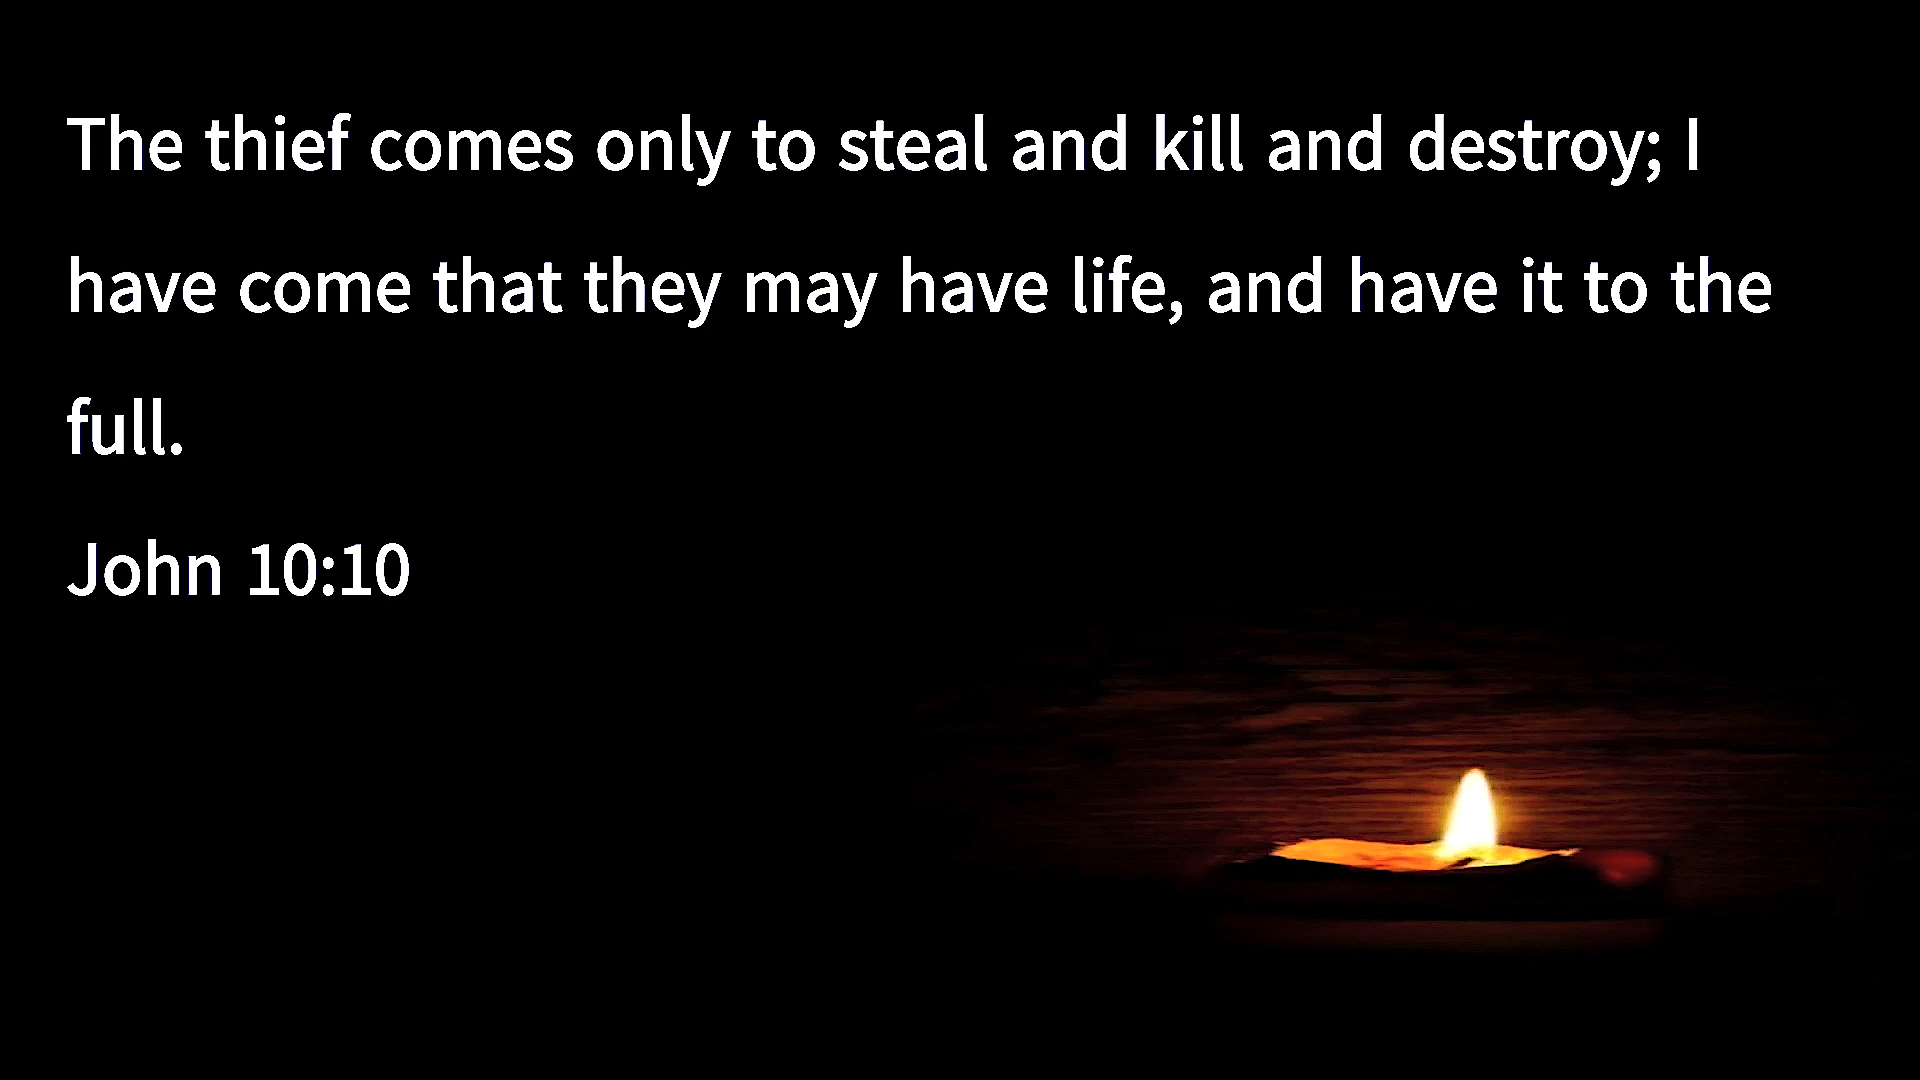 The thief comes only to steal and kill and destroy; I
have come that they may have life, and have it to the
full.
John 10:10